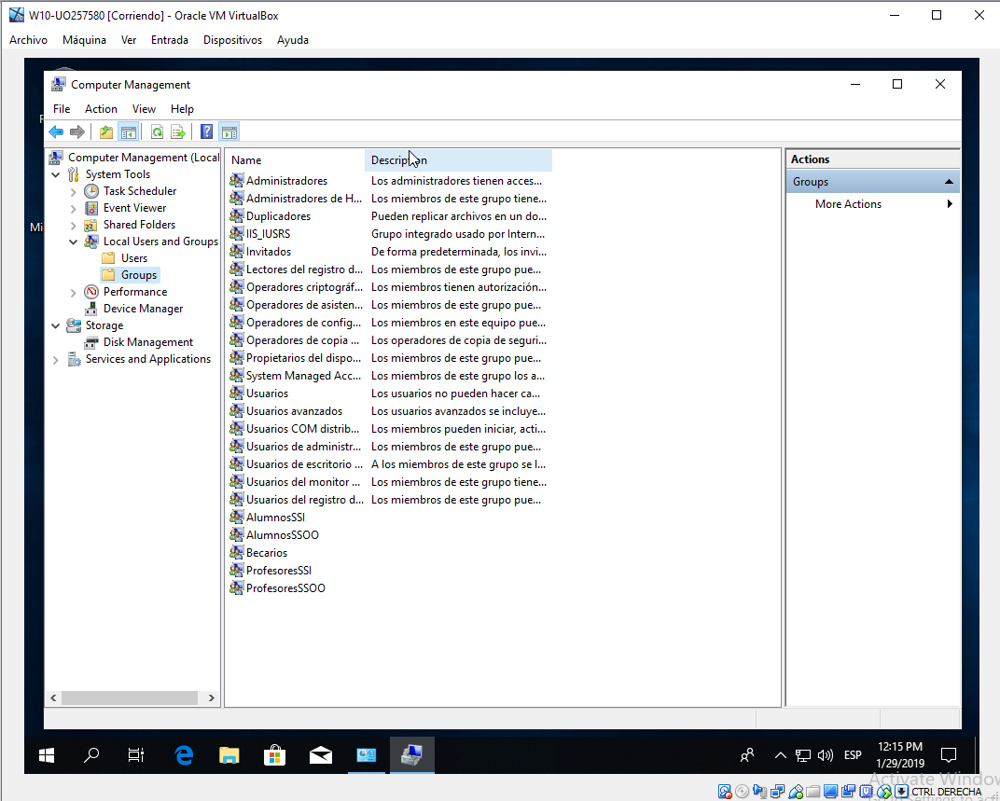 W10-UO257580 [Corriendo] - Oracle VM VirtualBox
Archivo Máquina Ver Entrada Dispositivos Ayuda
Computer Management
File Action View Help
Computer Management (Local
System Tools
Task Scheduler
Event Viewer
Shared Folders
Local Users and Groups
Users
Groups
Performance
Device Manager
Storage
Disk Management
Services and Applications
Name Description
Administradores Los administradores tienen acces...
Administradores de H... Los miembros de este grupo tiene...
Duplicadores Pueden replicar archivos en un do...
IIS_IUSRS Grupo integrado usado por Intern...
Invitados De forma predeterminada, los invi...
Lectores del registro d... Los miembros de este grupo pue...
Operadores criptográf... Los miembros tienen autorización...
Operadores de asisten... Los miembros de este grupo pue...
Operadores de config... Los miembros en este equipo pue...
Operadores de copia ... Los operadores de copia de seguri...
Propietarios del dispo... Los miembros de este grupo pue...
System Managed Acc... Los miembros de este grupo los a...
Usuarios Los usuarios no pueden hacer ca...
Usuarios avanzados Los usuarios avanzados se incluye...
Usuarios COM distrib... Los miembros pueden iniciar, acti...
Usuarios de administr... Los miembros de este grupo pue...
Usuarios de escritorio ... A los miembros de este grupo se l...
Usuarios del monitor ... Los miembros de este grupo tiene...
Usuarios del registro d... Los miembros de este grupo pue...
AlumnosSSI
AlumnosSSOO
Becarios
ProfesoresSSI
ProfesoresSSOO
Actions
Groups
More Actions
Mi
ESP
12:15 PM
1/29/2019
Activate Window
CTRL DERECHA